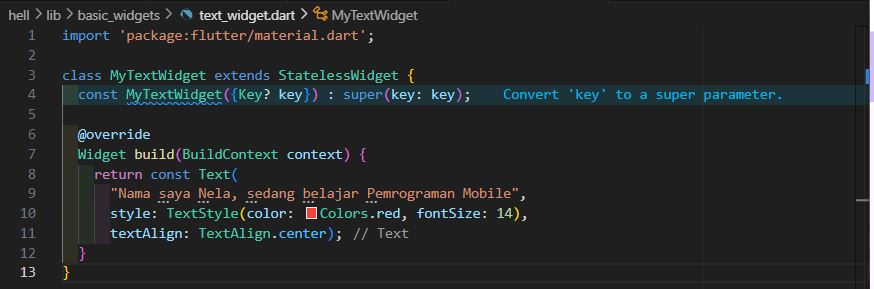 hell > lib > basic_widgets > text_widget.dart > MyTextWidget
1 import 'package:flutter/material.dart';
2
3 class MyTextWidget extends StatelessWidget {
4 const MyTextWidget({Key? key}) : super(key: key); Convert 'key' to a super parameter.
5
6 @override
7 Widget build(BuildContext context) {
8 return const Text(
9 "Nama saya Nela, sedang belajar Pemrograman Mobile",
10 style: TextStyle(color: Colors.red, fontSize: 14),
11 textAlign: TextAlign.center); // Text
12 }
13 }